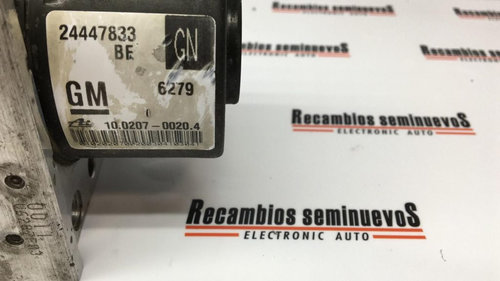 24447833
BE
GN
GM
6279
Ate
10.0207-0020.4
Recambios seminuevoS
ELECTRONIC AUTO
Recambios seminuevoS
ELECTRONIC AUTO
Recambios seminuevoS
ELECTRONIC AUTO